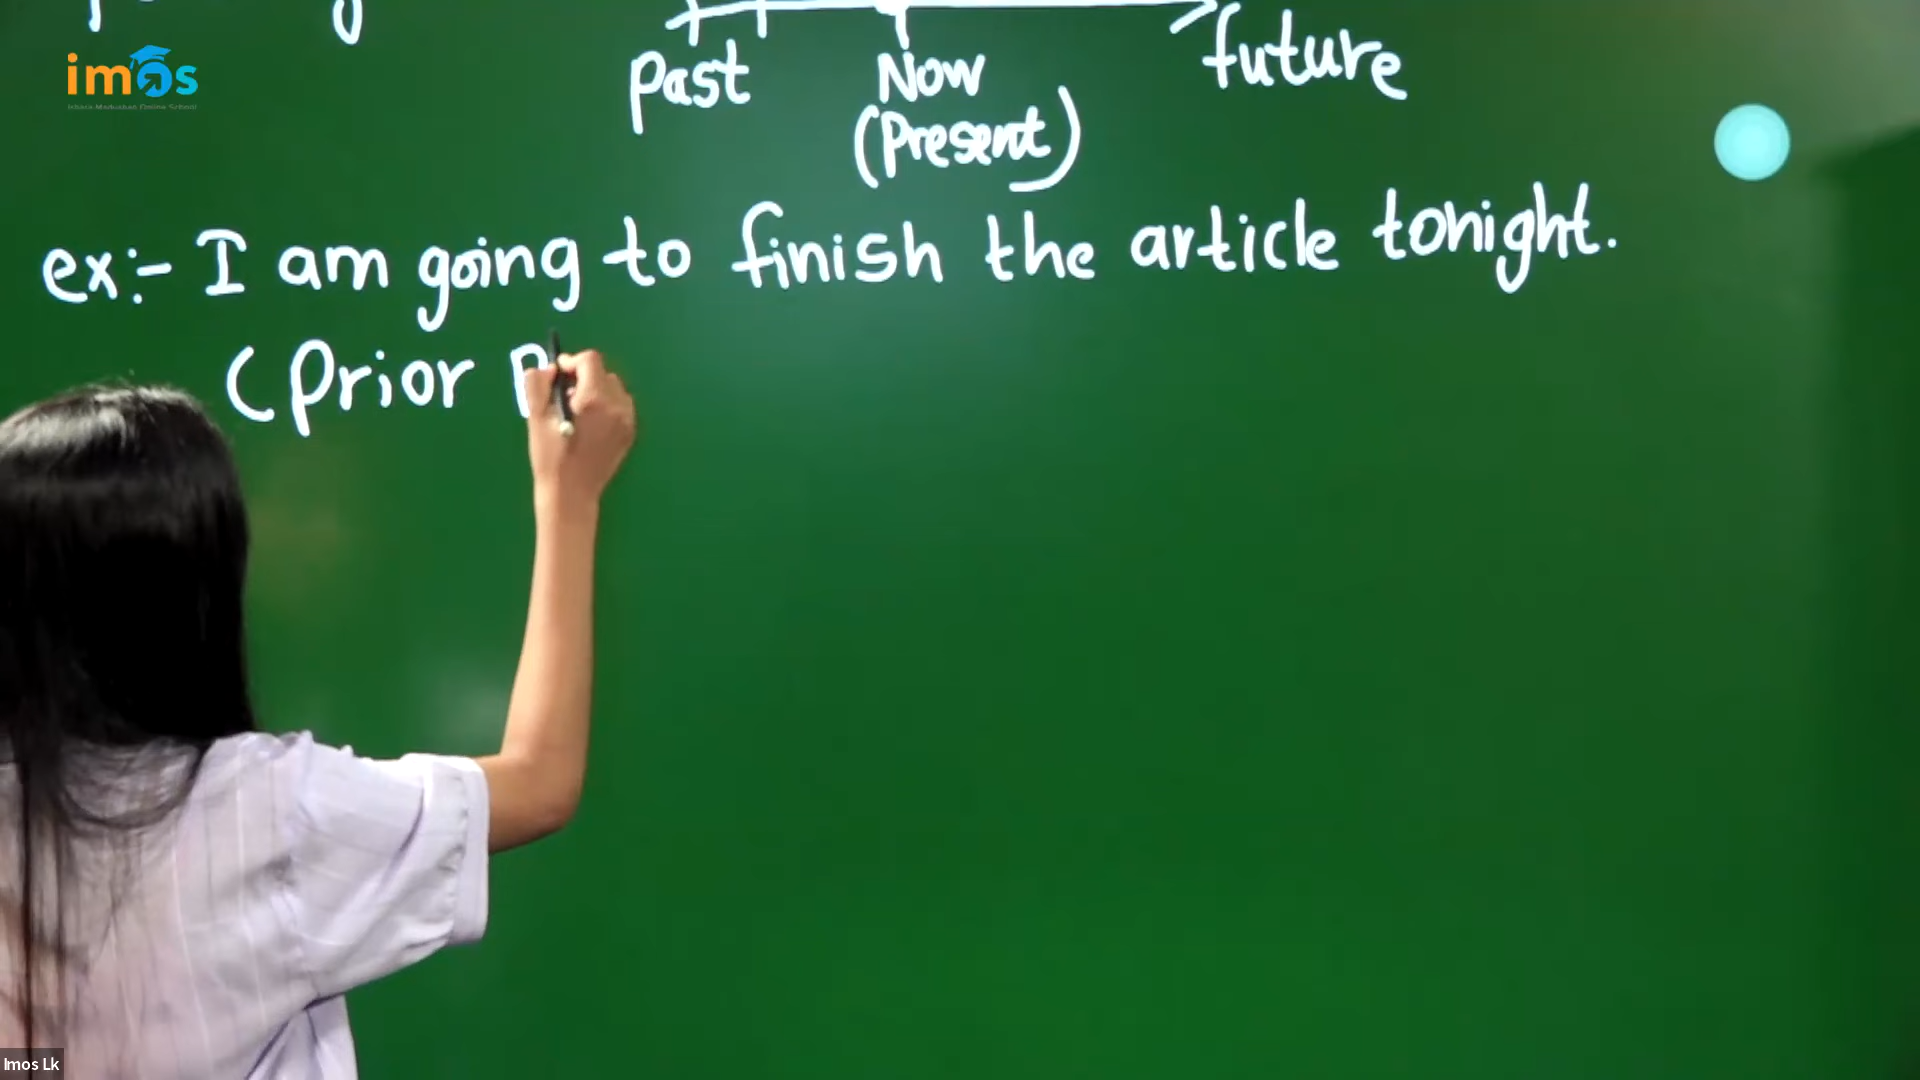 imos
Past Now future
(Present)
ex:- I am going to finish the article tonight.
(Prior
Imos Lk